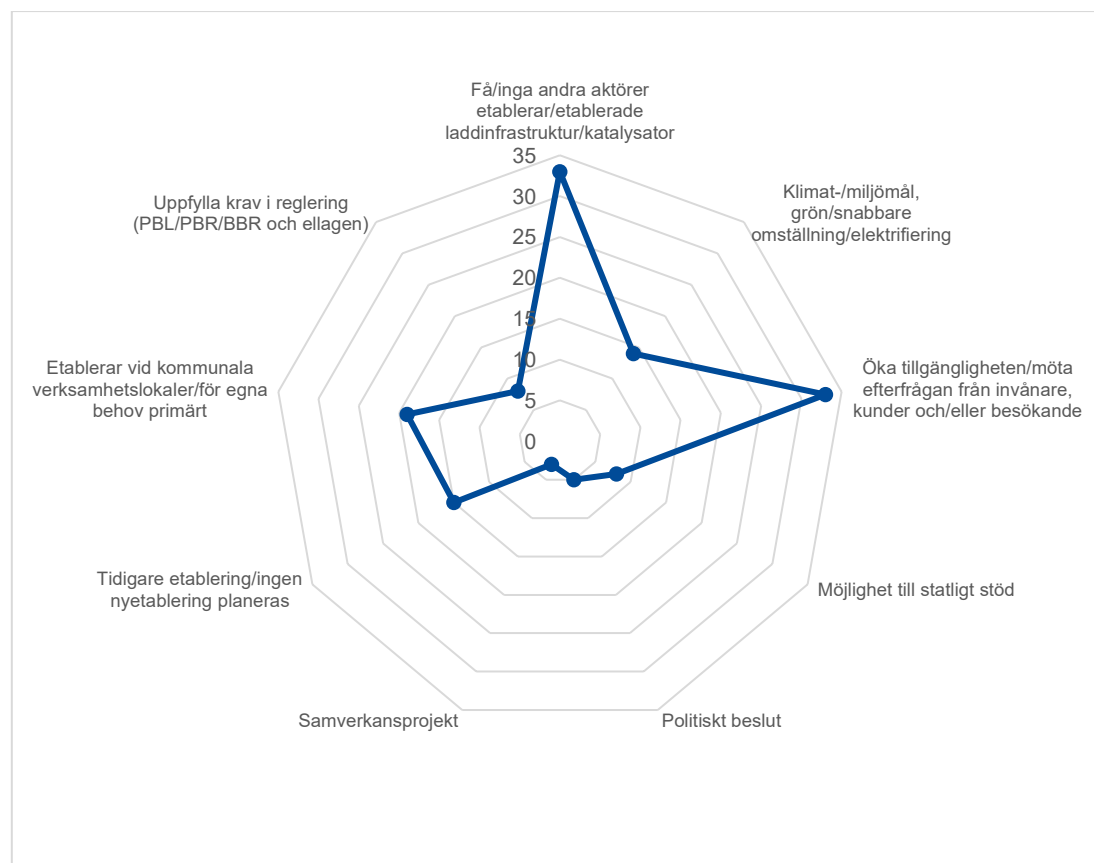 Få/inga andra aktörer
etablerar/etablerade
laddinfrastruktur/katalysator
Klimat-/miljömål,
grön/snabbare
omställning/elektrifiering
Öka tillgängligheten/möta
efterfrågan från invånare,
kunder och/eller besökande
Möjlighet till statligt stöd
Politiskt beslut
Samverkansprojekt
Tidigare etablering/ingen
nyetablering planeras
Etablerar vid kommunala
verksamhetslokaler/för egna
behov primärt
Uppfylla krav i reglering
(PBL/PBR/BBR och ellagen)
35
30
25
20
15
10
5
0